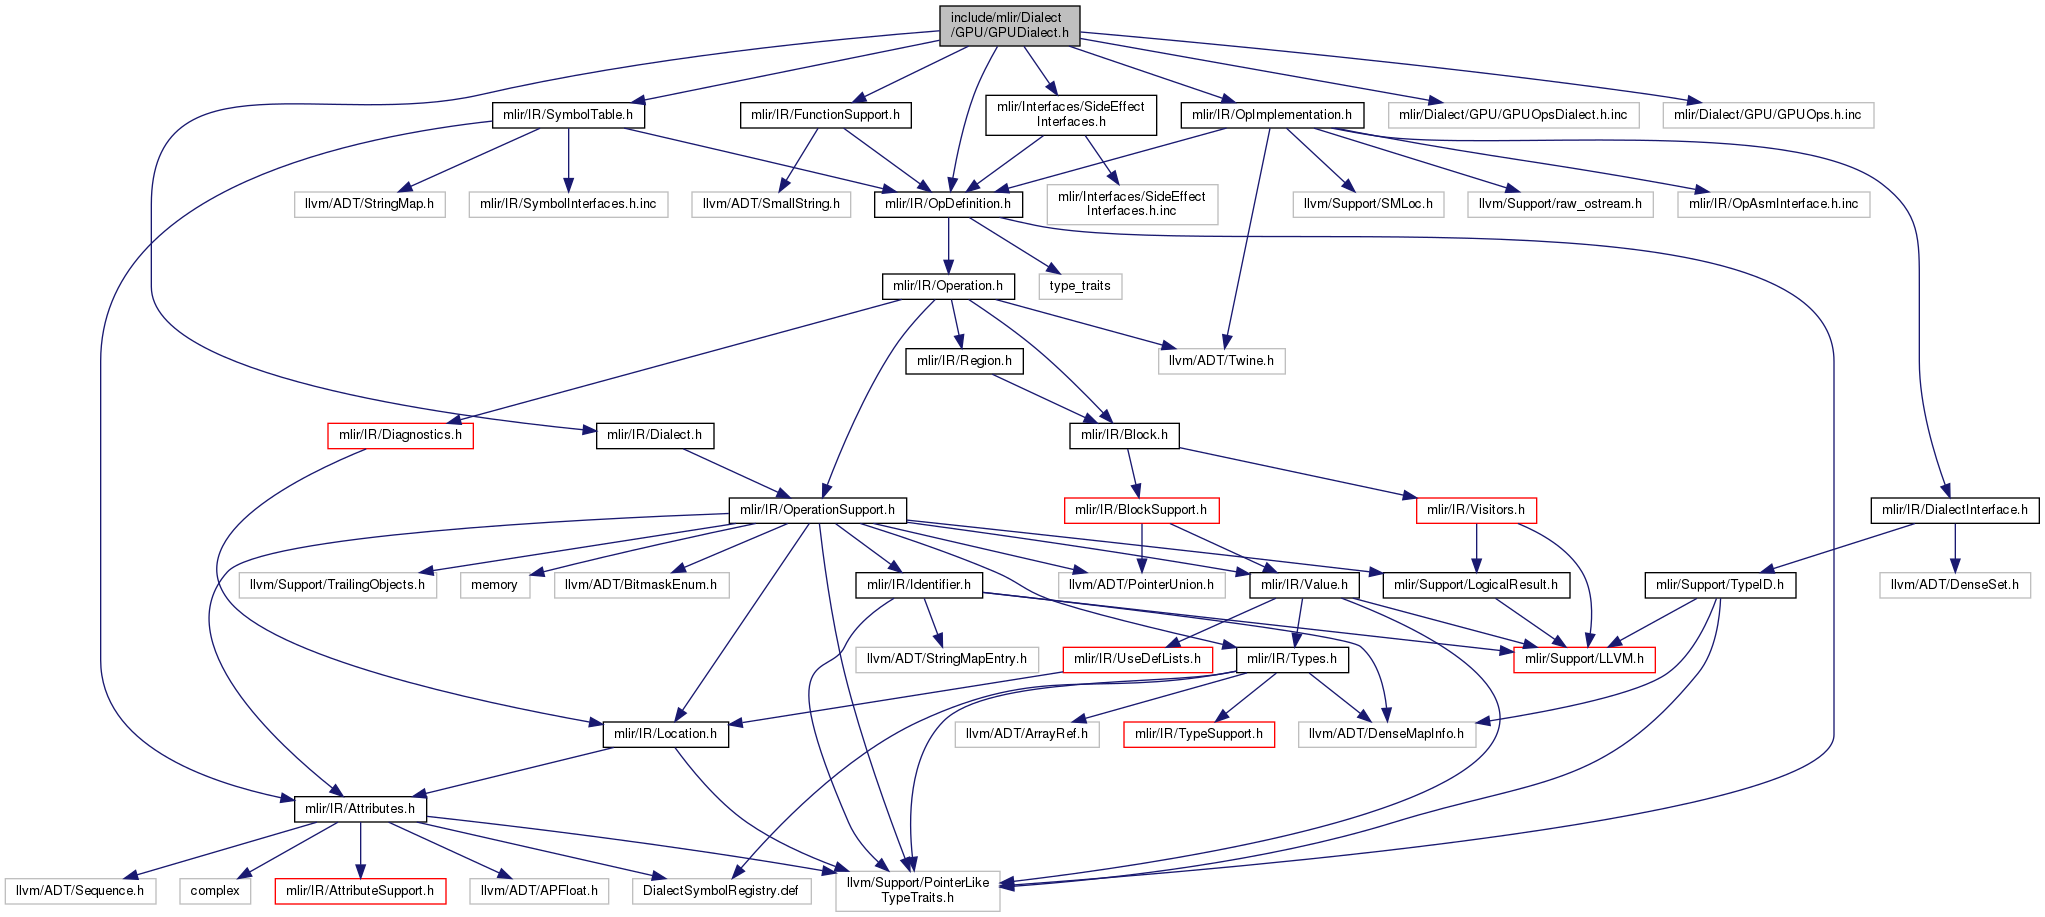 include/mlir/Dialect
/GPU/GPUDialect.h
mlir/IR/SymbolTable.h
mlir/IR/FunctionSupport.h
mlir/Interfaces/SideEffect
Interfaces.h
mlir/IR/OpImplementation.h
mlir/Dialect/GPU/GPUOpsDialect.h.inc
mlir/Dialect/GPU/GPUOps.h.inc
llvm/ADT/StringMap.h
mlir/IR/SymbolInterfaces.h.inc
llvm/ADT/SmallString.h
mlir/IR/OpDefinition.h
mlir/Interfaces/SideEffect
Interfaces.h.inc
llvm/Support/SMLoc.h
llvm/Support/raw_ostream.h
mlir/IR/OpAsmInterface.h.inc
mlir/IR/Operation.h
type_traits
mlir/IR/Region.h
llvm/ADT/Twine.h
mlir/IR/Diagnostics.h
mlir/IR/Dialect.h
mlir/IR/Block.h
mlir/IR/OperationSupport.h
mlir/IR/BlockSupport.h
mlir/IR/Visitors.h
mlir/IR/DialectInterface.h
llvm/Support/TrailingObjects.h
memory
llvm/ADT/BitmaskEnum.h
mlir/IR/Identifier.h
llvm/ADT/PointerUnion.h
mlir/IR/Value.h
mlir/Support/LogicalResult.h
mlir/Support/TypeID.h
llvm/ADT/DenseSet.h
llvm/ADT/StringMapEntry.h
mlir/IR/UseDefLists.h
mlir/IR/Types.h
mlir/Support/LLVM.h
mlir/IR/Location.h
llvm/ADT/ArrayRef.h
mlir/IR/TypeSupport.h
llvm/ADT/DenseMapInfo.h
mlir/IR/Attributes.h
llvm/ADT/Sequence.h
complex
mlir/IR/AttributeSupport.h
llvm/ADT/APFloat.h
DialectSymbolRegistry.def
llvm/Support/PointerLike
TypeTraits.h